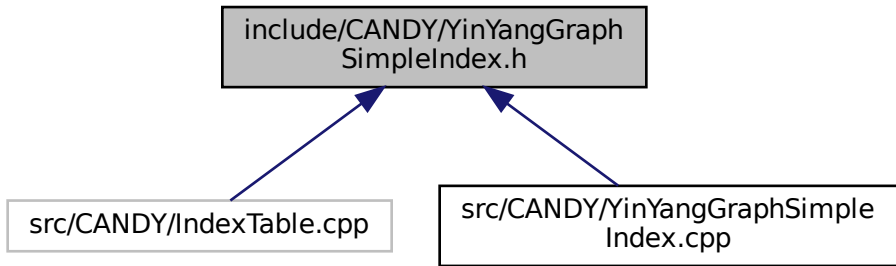 include/CANDY/YinYangGraph
SimpleIndex.h
src/CANDY/IndexTable.cpp
src/CANDY/YinYangGraphSimple
Index.cpp